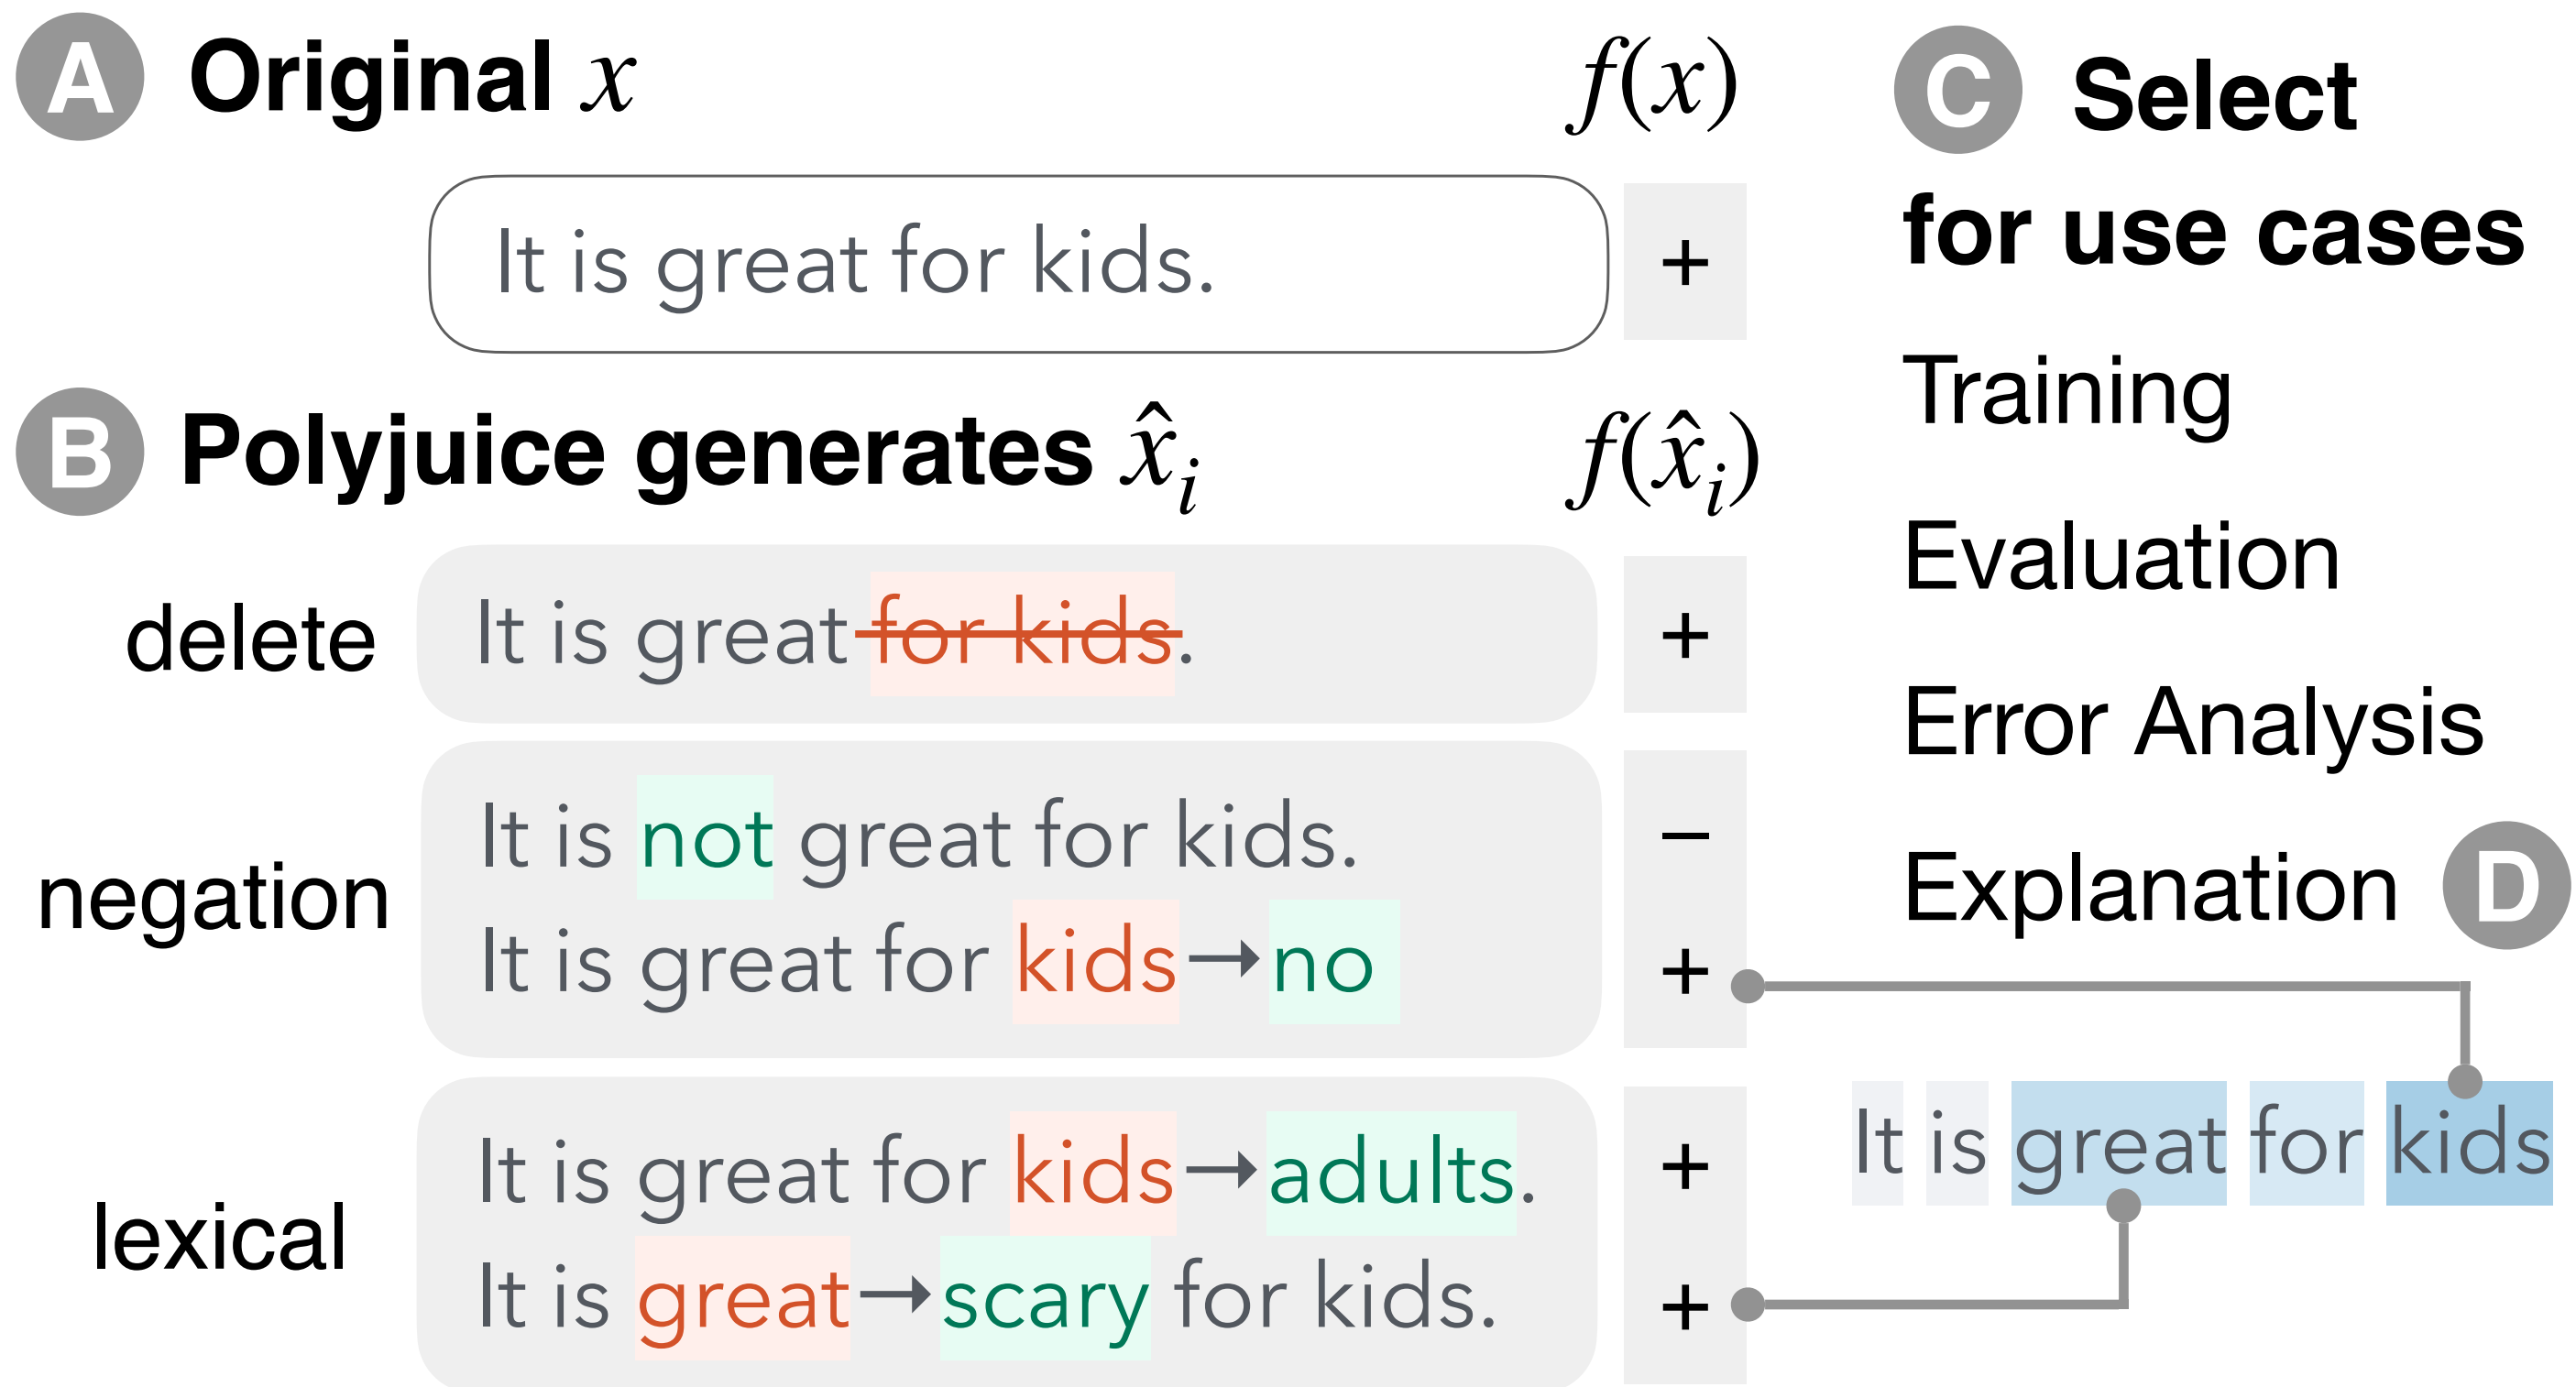 A Original x f(x)
It is great for kids. +
B Polyjuice generates x̂ᵢ f(x̂ᵢ)
delete It is great for kids. +
negation
It is not great for kids. −
It is great for kids → no +
lexical
It is great for kids → adults. +
It is great → scary for kids. +
C Select
for use cases
Training
Evaluation
Error Analysis
Explanation D
It is great for kids